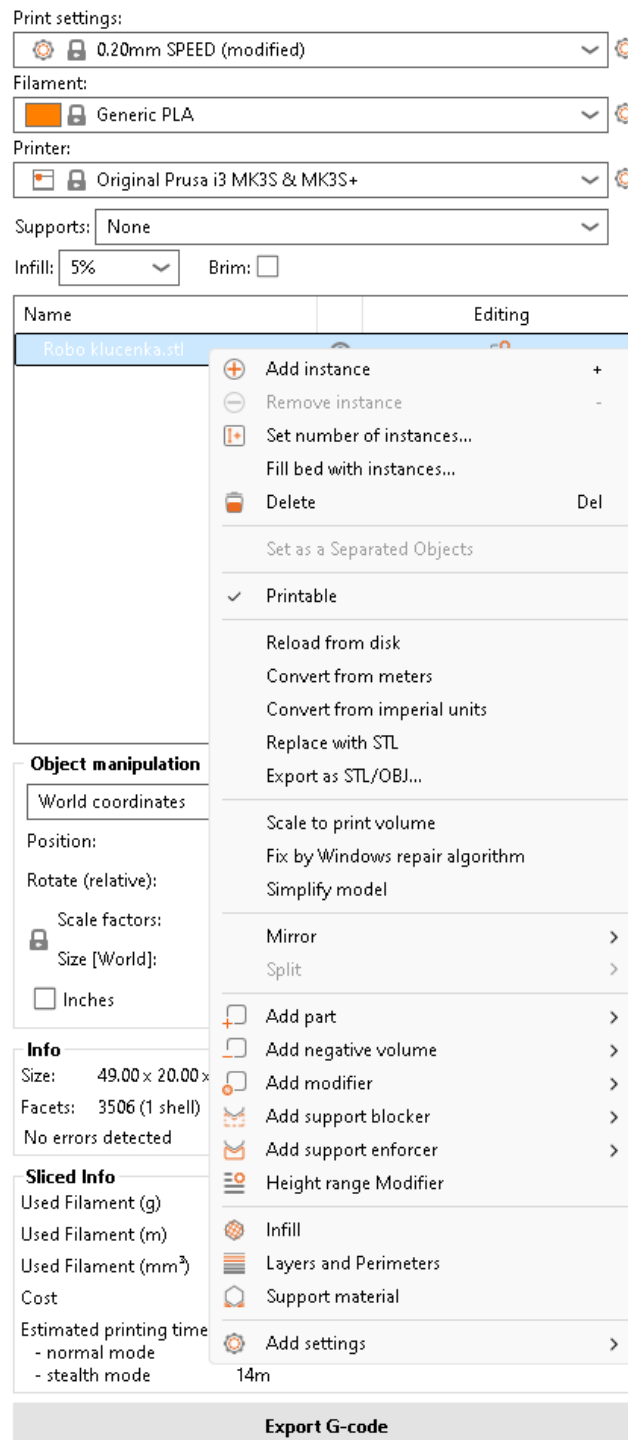 Print settings:
0.20mm SPEED (modified)
Filament:
Generic PLA
Printer:
Original Prusa i3 MK3S & MK3S+
Supports: None
Infill: 5% Brim:
Name Editing
Robo klucenka.stl
Add instance +
Remove instance -
Set number of instances...
Fill bed with instances...
Delete Del
Set as a Separated Objects
Printable
Reload from disk
Convert from meters
Convert from imperial units
Replace with STL
Export as STL/OBJ...
Scale to print volume
Fix by Windows repair algorithm
Simplify model
Mirror
Split
Add part
Add negative volume
Add modifier
Add support blocker
Add support enforcer
Height range Modifier
Infill
Layers and Perimeters
Support material
Add settings
Object manipulation
World coordinates
Position:
Rotate (relative):
Scale factors:
Size [World]:
Inches
Info
Size: 49.00 x 20.00 x
Facets: 3506 (1 shell)
No errors detected
Sliced Info
Used Filament (g)
Used Filament (m)
Used Filament (mm³)
Cost
Estimated printing time
- normal mode
- stealth mode 14m
Export G-code